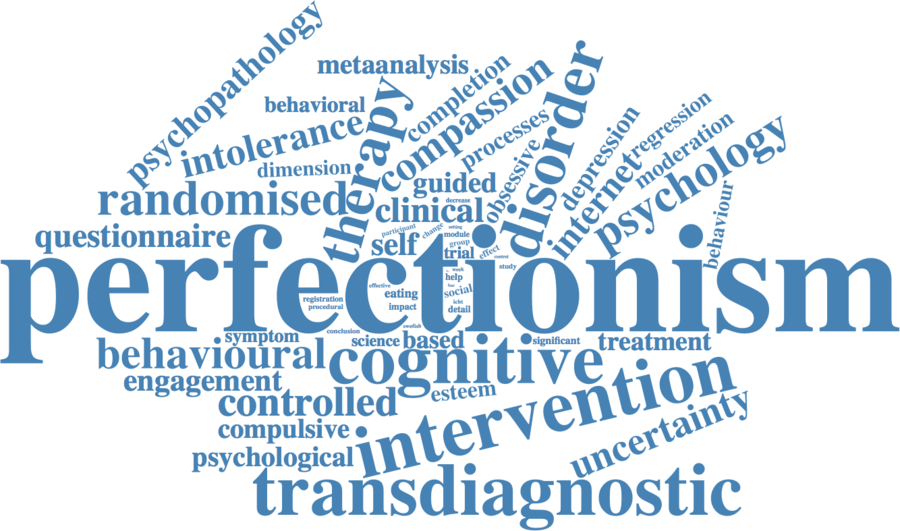 psychopathology
metaanalysis
completion
behavioral
therapy
compassion
disorder
intolerance
processes
depression
regression
dimension
moderation
guided
obsessive
internet
psychology
randomised
decrease
clinical
behaviour
questionnaire
participant
change
setting
module
self
group
trial
effect
content
perfectionism
study
help
effective
eating
social
registration
procedural
impact
icbt
detail
swedish
conclusion
symptom
science
based
significant
treatment
behavioural
cognitive
engagement
esteem
intervention
controlled
uncertainty
compulsive
psychological
transdiagnostic